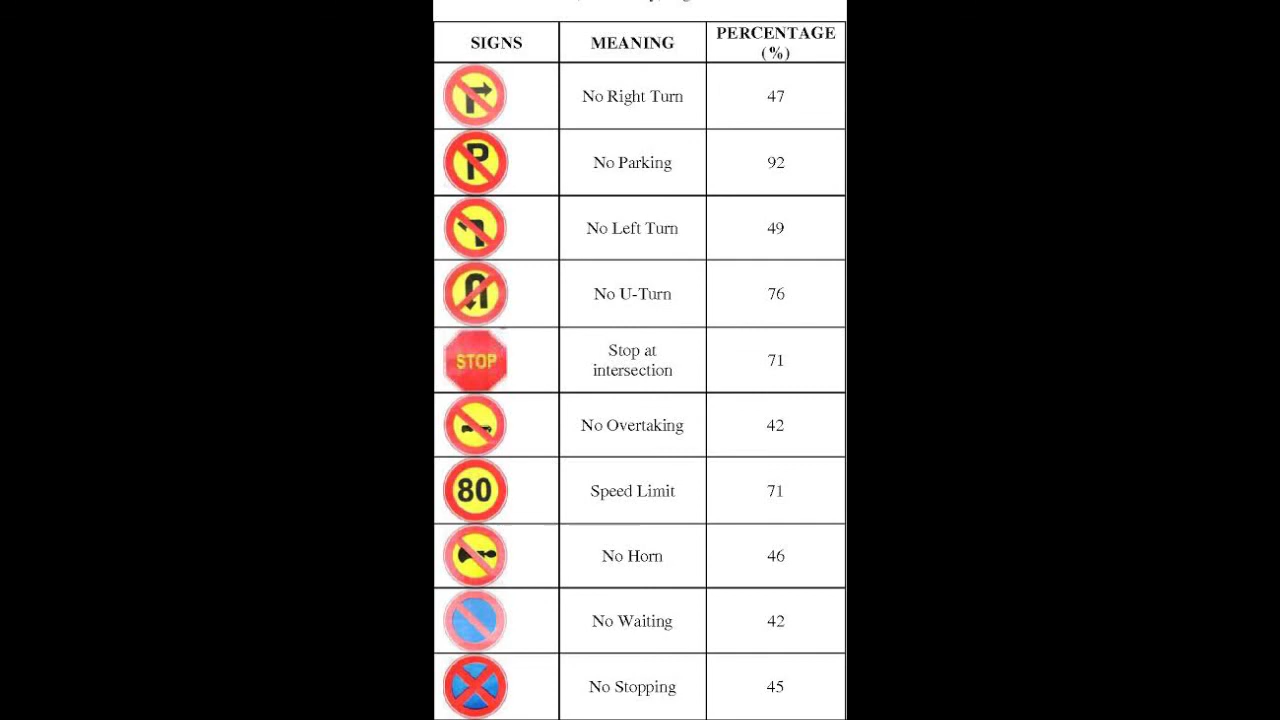 SIGNS MEANING PERCENTAGE
(%)
No Right Turn 47
P No Parking 92
No Left Turn 49
No U-Turn 76
STOP Stop at
intersection 71
No Overtaking 42
80 Speed Limit 71
No Horn 46
No Waiting 42
No Stopping 45